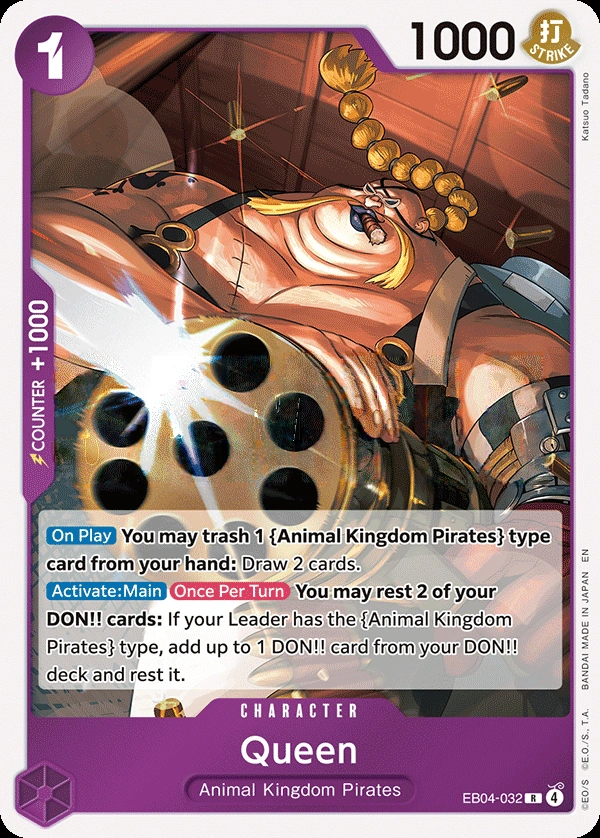 1
1000
打
STRIKE
Katsuo Tadano
COUNTER +1000
On Play You may trash 1 {Animal Kingdom Pirates} type
card from your hand: Draw 2 cards.
Activate:Main Once Per Turn You may rest 2 of your
DON!! cards: If your Leader has the {Animal Kingdom
Pirates} type, add up to 1 DON!! card from your DON!!
deck and rest it.
©E.O./S., T.A. BANDAI MADE IN JAPAN EN
©EO/S
CHARACTER
Queen
Animal Kingdom Pirates
EB04-032 R 4